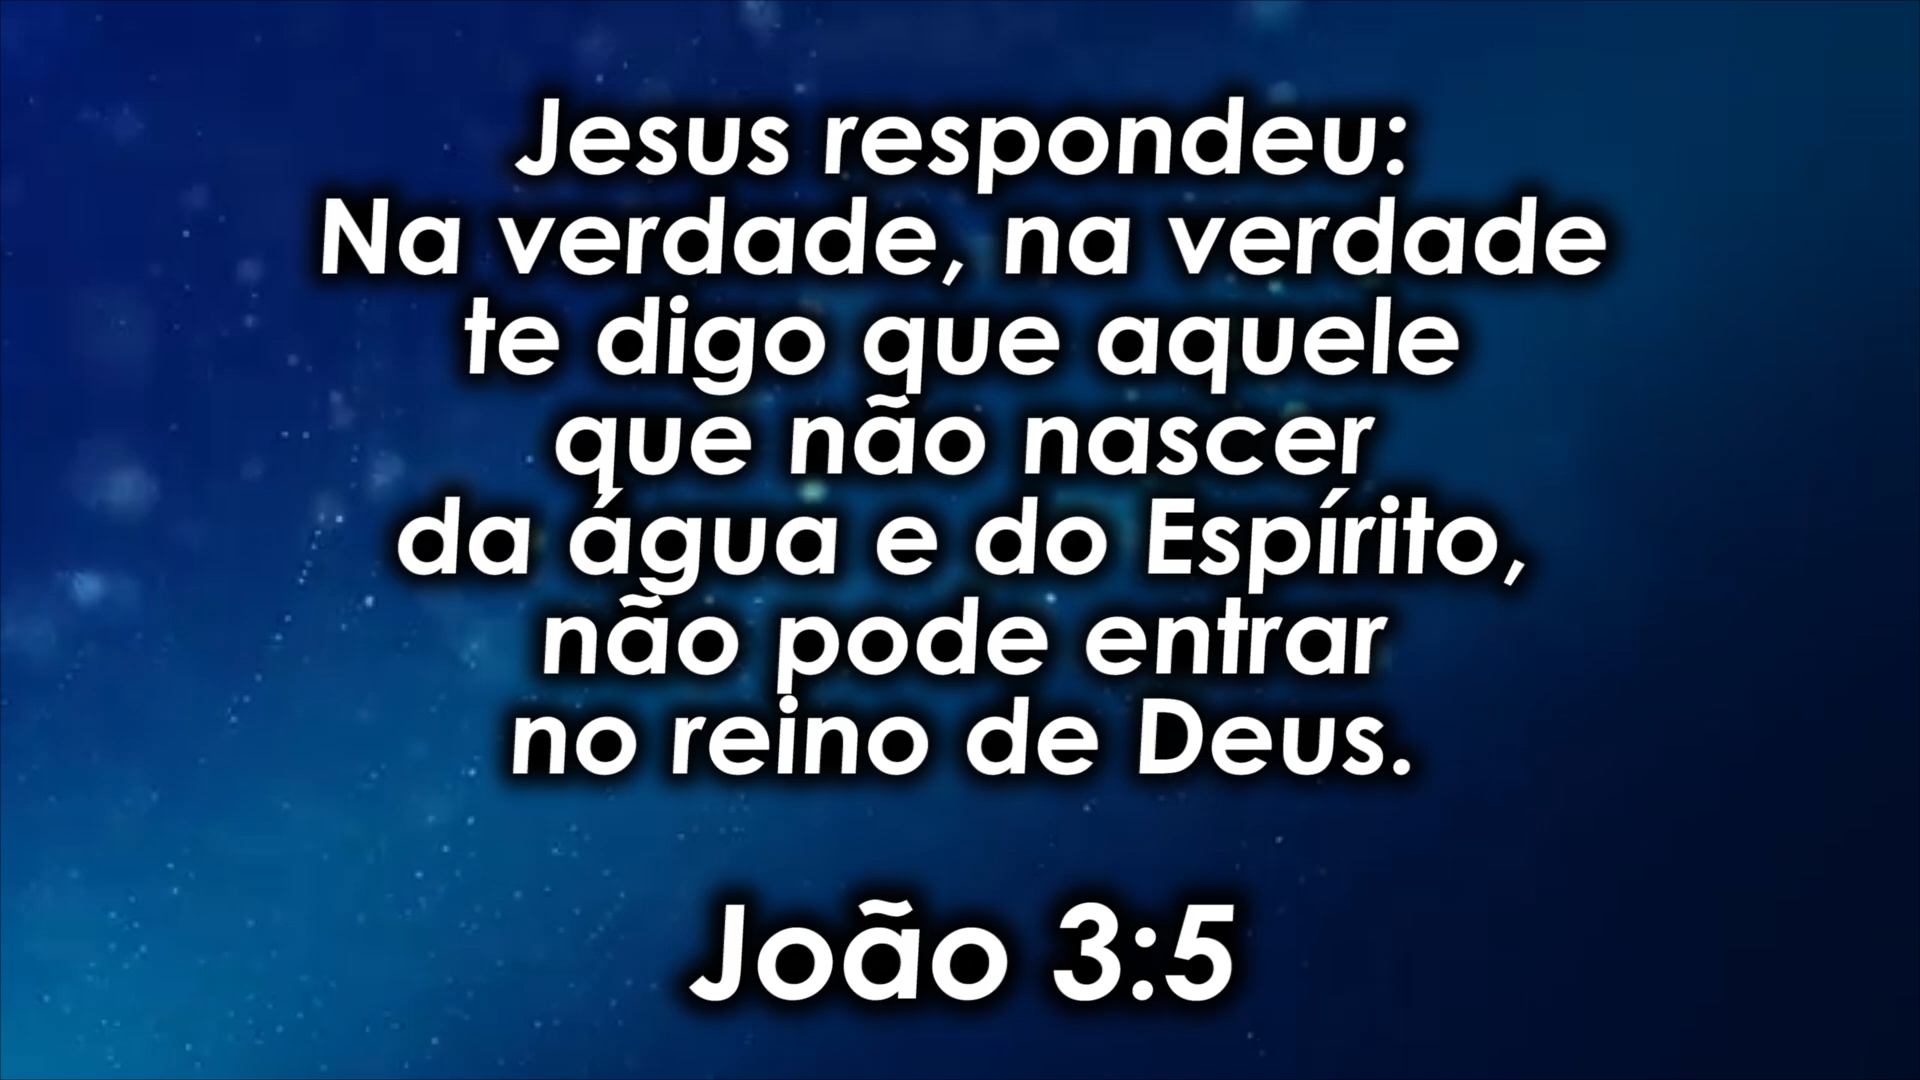 Jesus respondeu:
Na verdade, na verdade
te digo que aquele
que não nascer
da água e do Espírito,
não pode entrar
no reino de Deus.
João 3:5